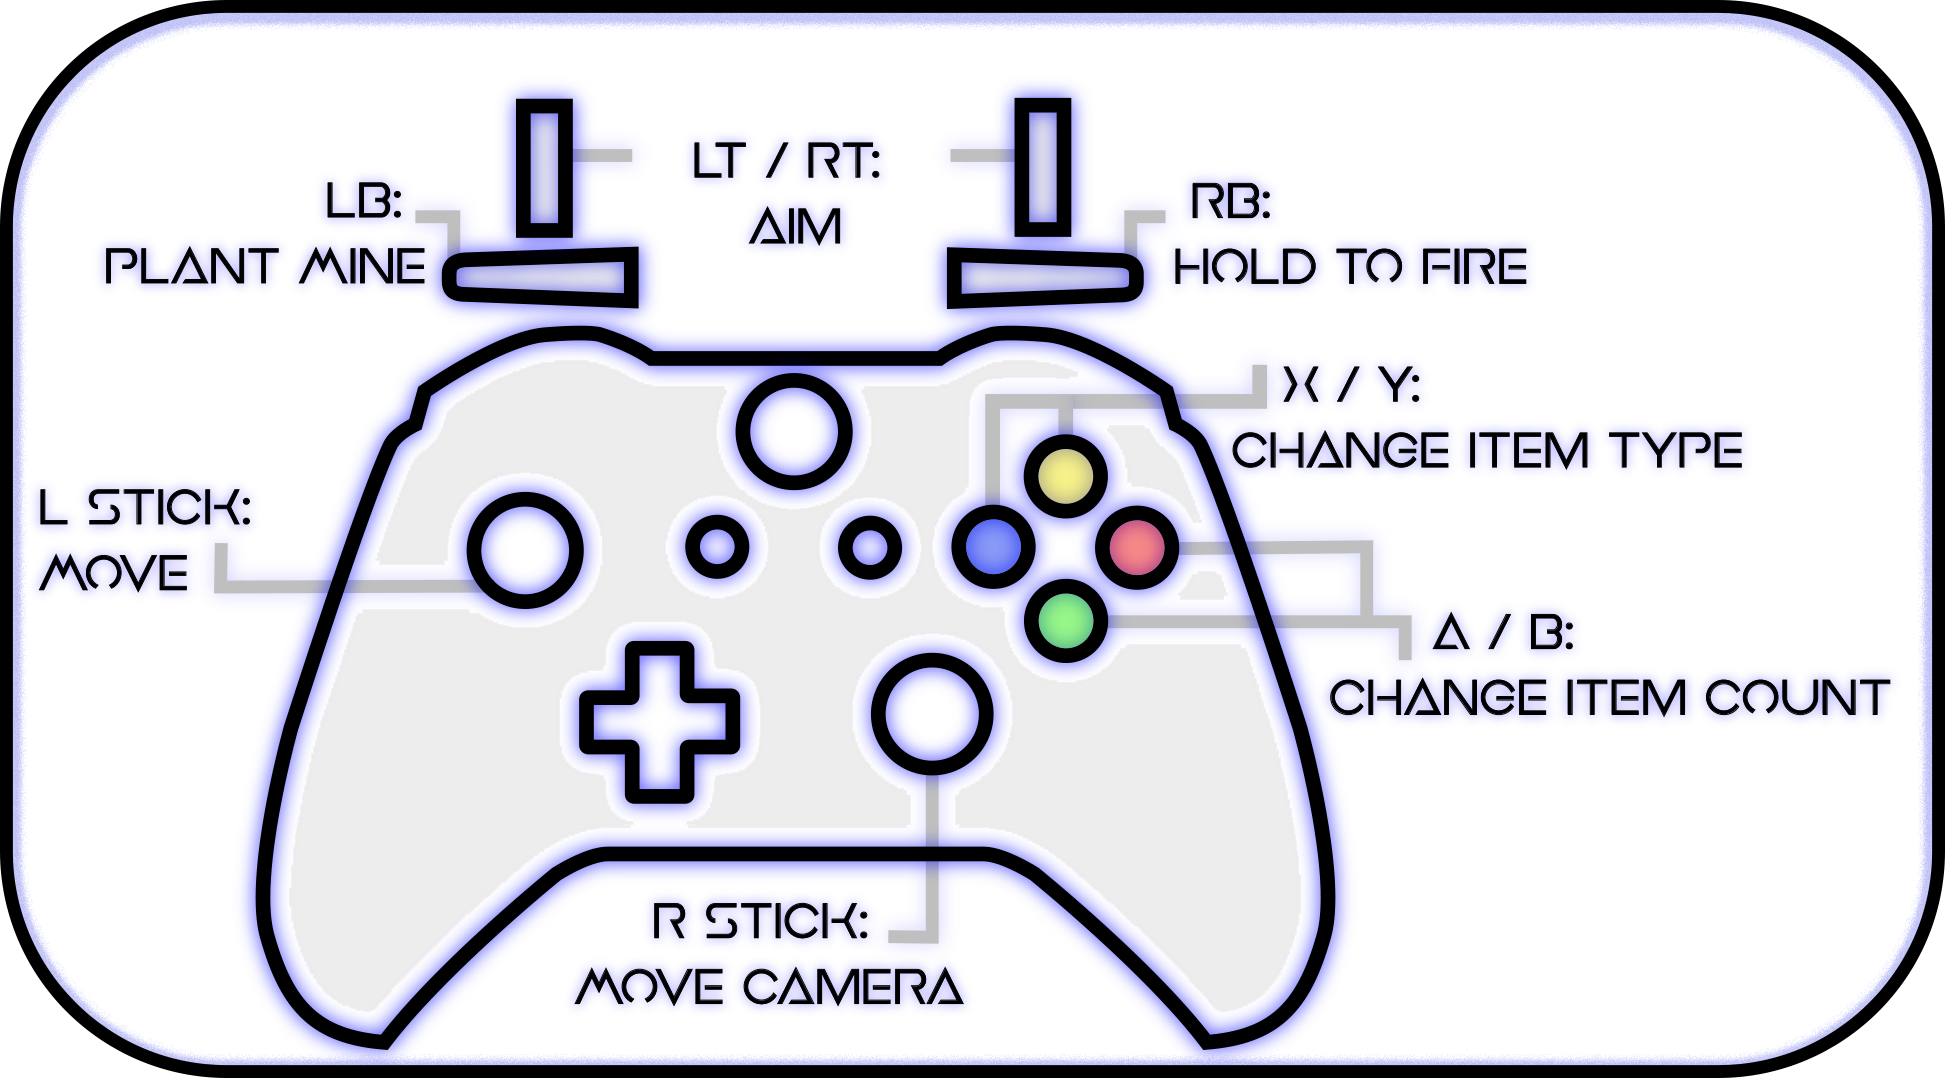 LT / RT:
AIM
LB:
PLANT MINE
RB:
HOLD TO FIRE
X / Y:
CHANGE ITEM TYPE
L STICK:
MOVE
A / B:
CHANGE ITEM COUNT
R STICK:
MOVE CAMERA